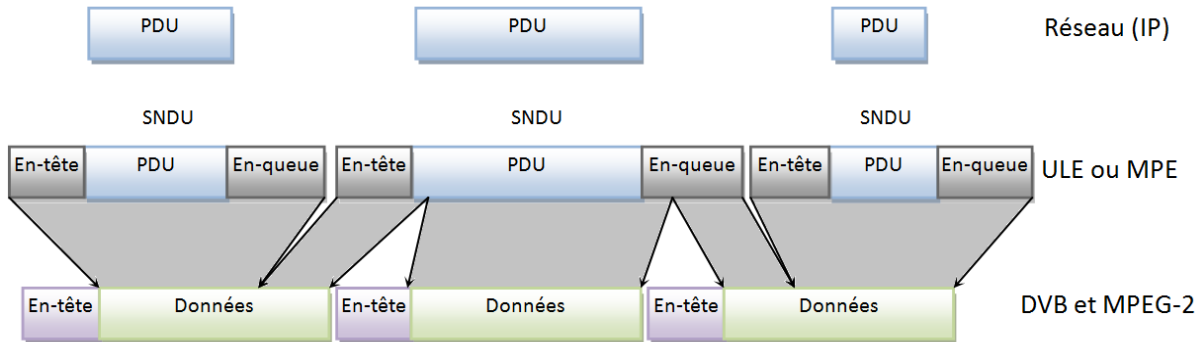 PDU PDU PDU Réseau (IP)
SNDU SNDU SNDU
En-tête PDU En-queue En-tête PDU En-queue En-tête PDU En-queue ULE ou MPE
En-tête Données En-tête Données En-tête Données DVB et MPEG-2